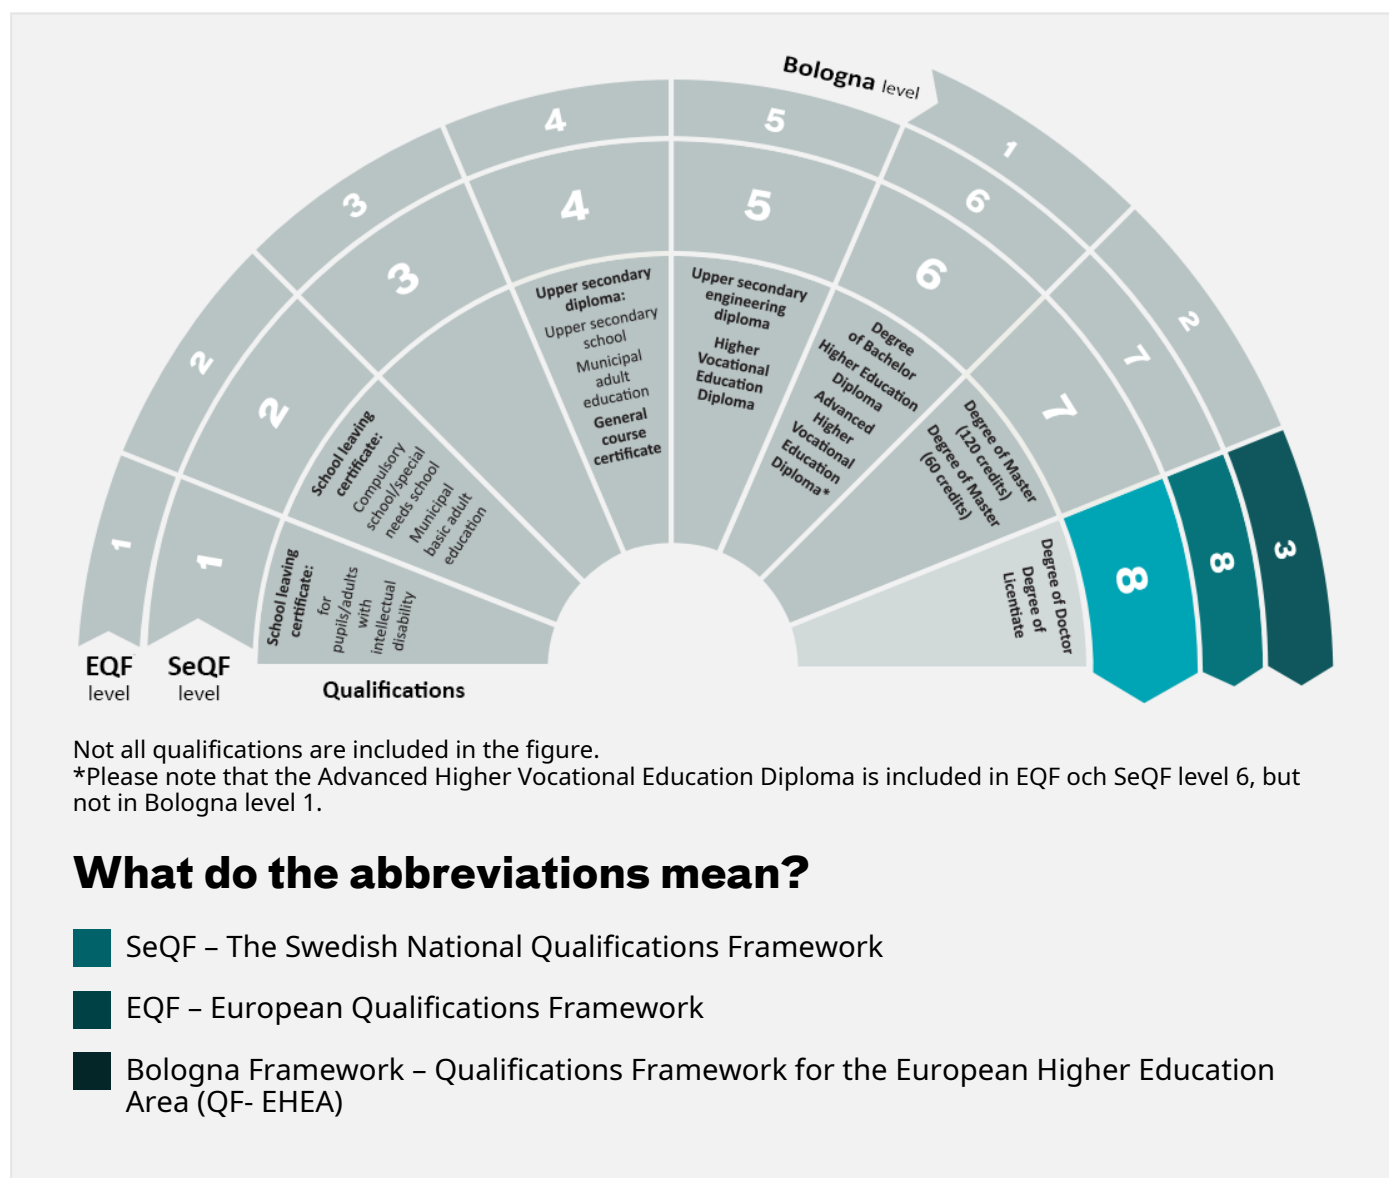 Bologna level
1
2
3
4
5
6
7
8
1
2
3
4
5
6
7
8
1
2
3
School leaving
certificate:
for
pupils/adults
with
intellectual
disability
School leaving
certificate:
Compulsory
school/special
needs school
Municipal
basic adult
education
Upper secondary
diploma:
Upper secondary
school
Municipal
adult
education
General
course
certificate
Upper secondary
engineering
diploma
Higher
Vocational
Education
Diploma
Degree
of Bachelor
Higher Education
Diploma
Advanced
Higher
Vocational
Education
Diploma*
Degree of Master
(120 credits)
Degree of Master
(60 credits)
Degree of Doctor
Degree of
Licentiate
EQF
level
SeQF
level
Qualifications
Not all qualifications are included in the figure.
*Please note that the Advanced Higher Vocational Education Diploma is included in EQF och SeQF level 6, but
not in Bologna level 1.
What do the abbreviations mean?
SeQF – The Swedish National Qualifications Framework
EQF – European Qualifications Framework
Bologna Framework – Qualifications Framework for the European Higher Education
Area (QF- EHEA)